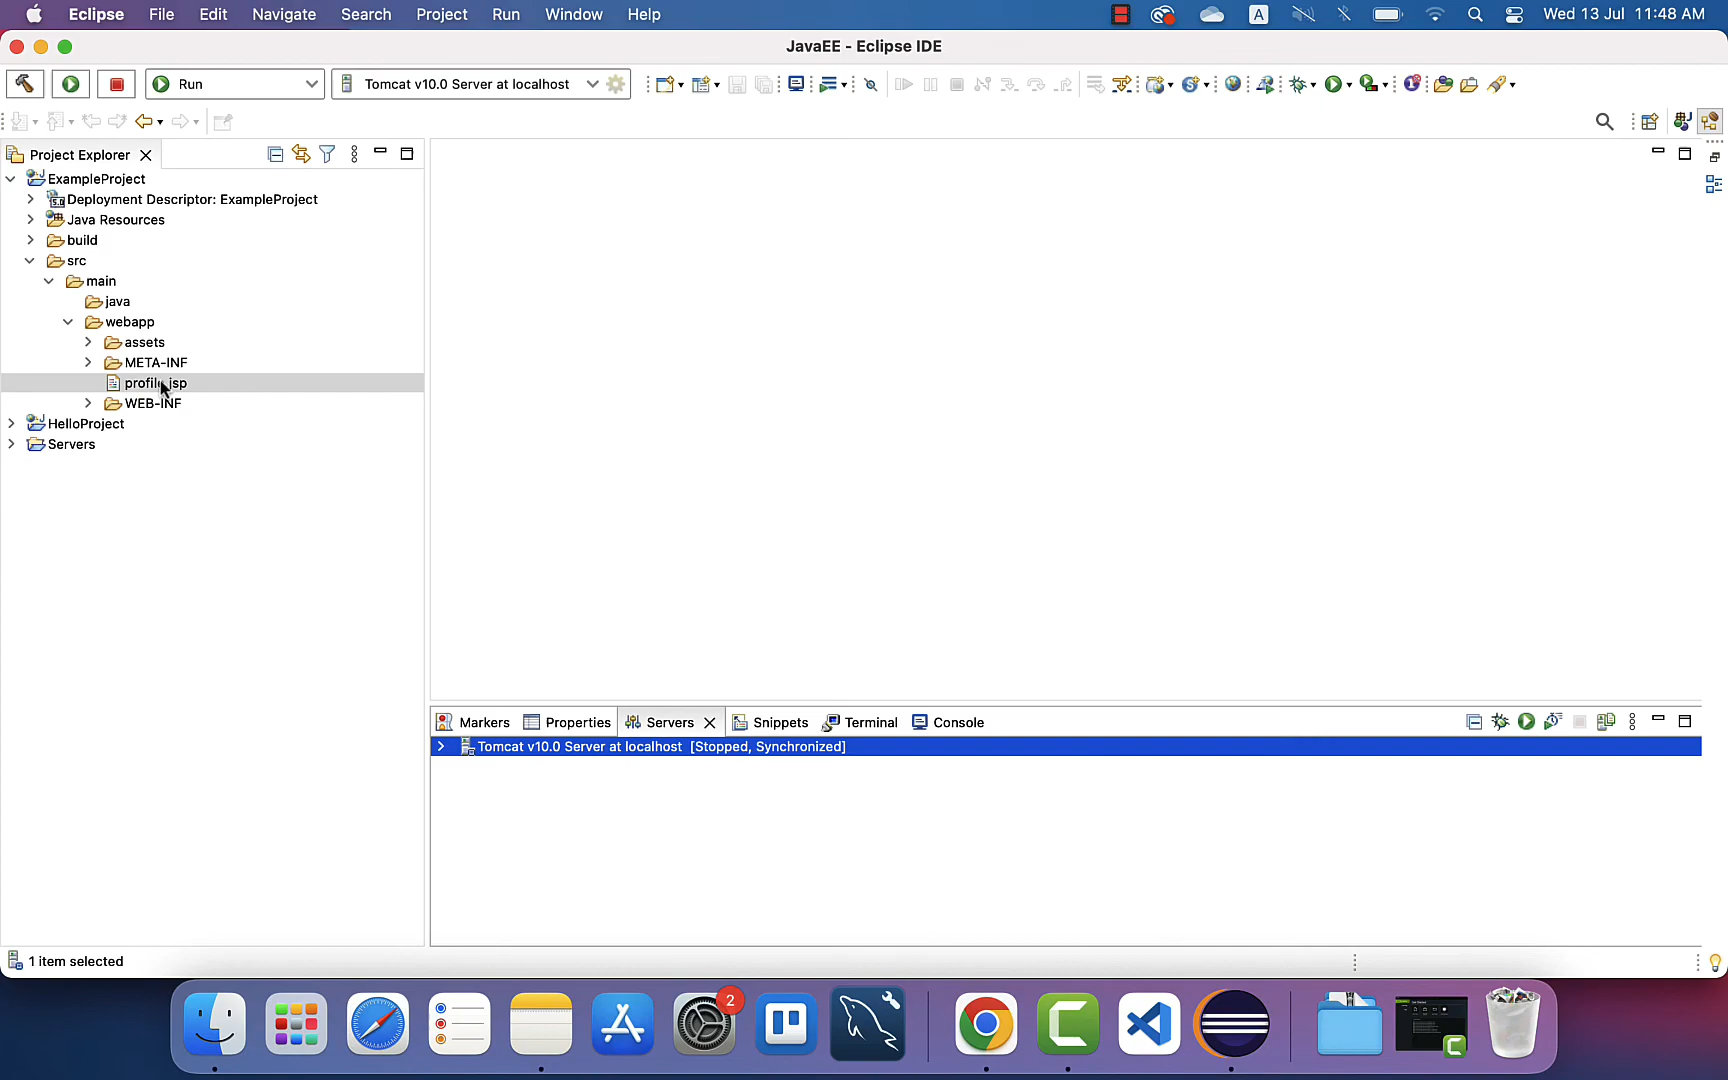 Eclipse File Edit Navigate Search Project Run Window Help A Wed 13 Jul 11:48 AM
JavaEE - Eclipse IDE
Run Tomcat v10.0 Server at localhost
Project Explorer
ExampleProject
Deployment Descriptor: ExampleProject
Java Resources
build
src
main
java
webapp
assets
META-INF
profile.jsp
WEB-INF
HelloProject
Servers
Markers Properties Servers Snippets Terminal Console
Tomcat v10.0 Server at localhost [Stopped, Synchronized]
1 item selected
2